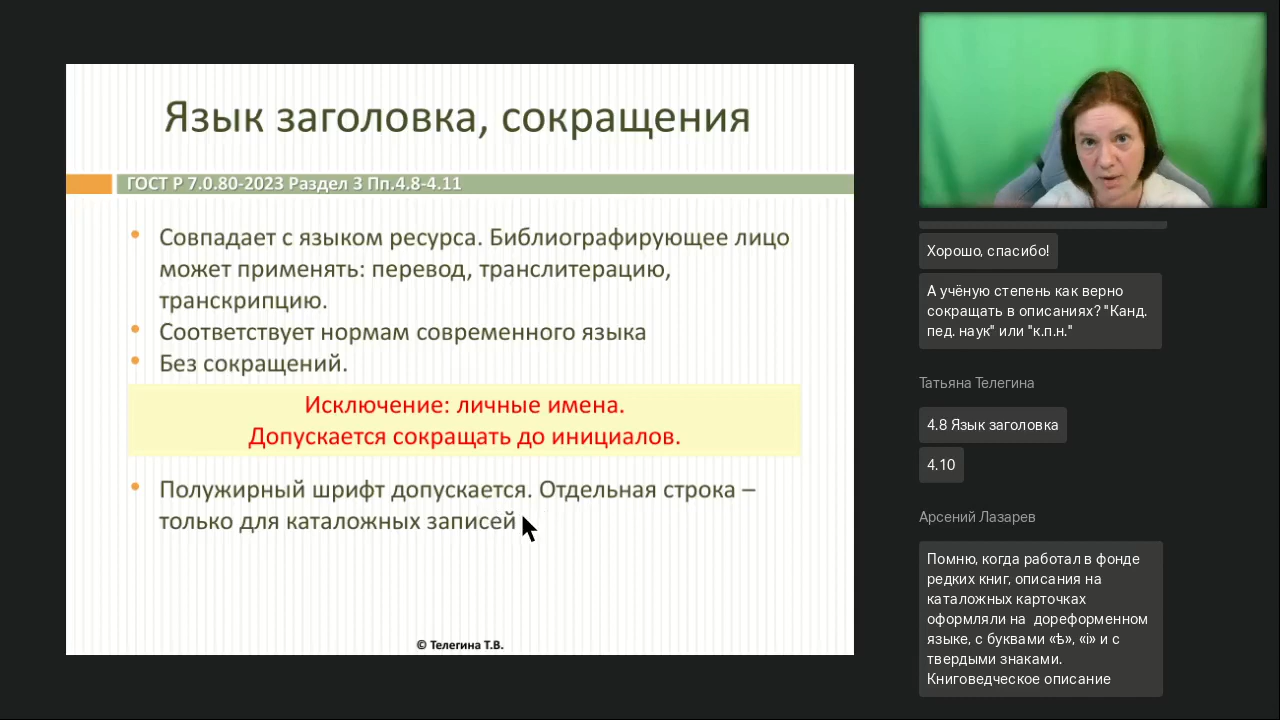 Язык заголовка, сокращения
ГОСТ Р 7.0.80-2023 Раздел 3 Пп.4.8-4.11
• Совпадает с языком ресурса. Библиографирующее лицо
может применять: перевод, транслитерацию,
транскрипцию.
• Соответствует нормам современного языка
• Без сокращений.
Исключение: личные имена.
Допускается сокращать до инициалов.
• Полужирный шрифт допускается. Отдельная строка –
только для каталожных записей
© Телегина Т.В.
Хорошо, спасибо!
А учёную степень как верно
сокращать в описаниях? "Канд.
пед. наук" или "к.п.н."
Татьяна Телегина
4.8 Язык заголовка
4.10
Арсений Лазарев
Помню, когда работал в фонде
редких книг, описания на
каталожных карточках
оформляли на дореформенном
языке, с буквами «ѣ», «i» и с
твердыми знаками.
Книговедческое описание